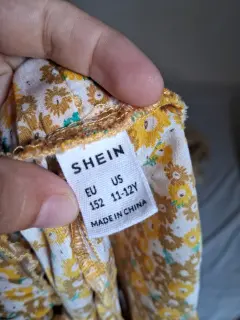 SHEIN
EU US
152 11-12Y
MADE IN CHINA